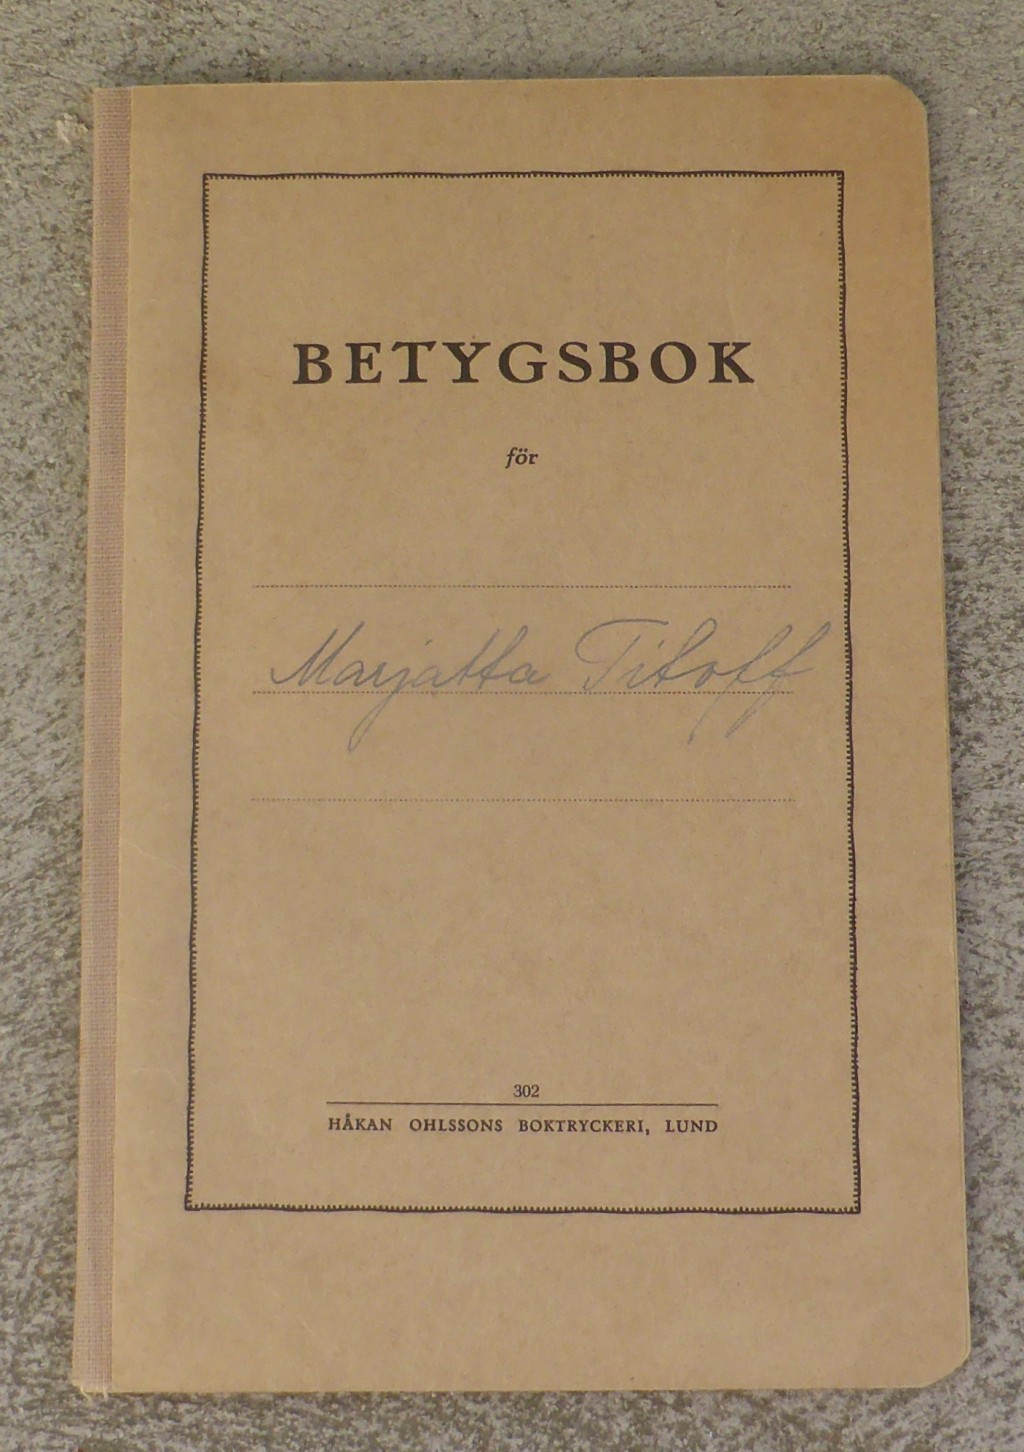 BETYGSBOK
för
Marjatta Titoff
302
HÅKAN OHLSSONS BOKTRYCKERI, LUND